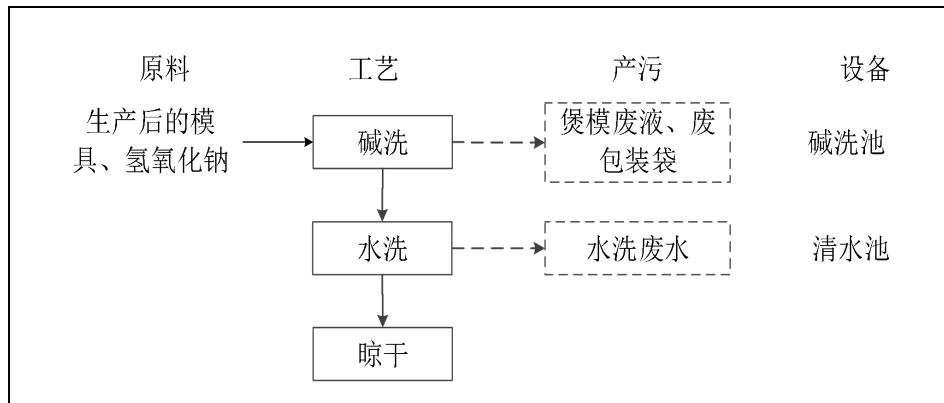 原料 工艺 产污 设备
生产后的模
具、氢氧化钠
碱洗
煲模废液、废
包装袋
碱洗池
水洗
水洗废水
清水池
晾干